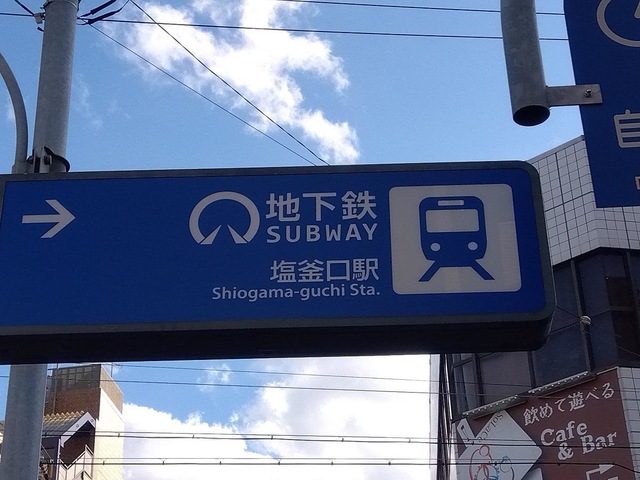 地下鉄
SUBWAY
塩釜口駅
Shiogama-guchi Sta.
自
飲めて遊べる
Cafe
& Bar